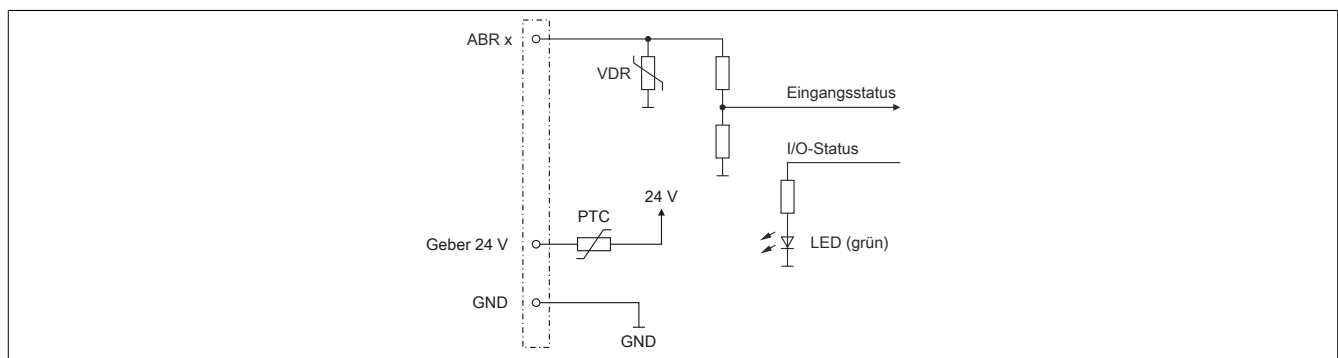 ABR x
VDR
Eingangsstatus
I/O-Status
24 V
PTC
Geber 24 V
LED (grün)
GND
GND